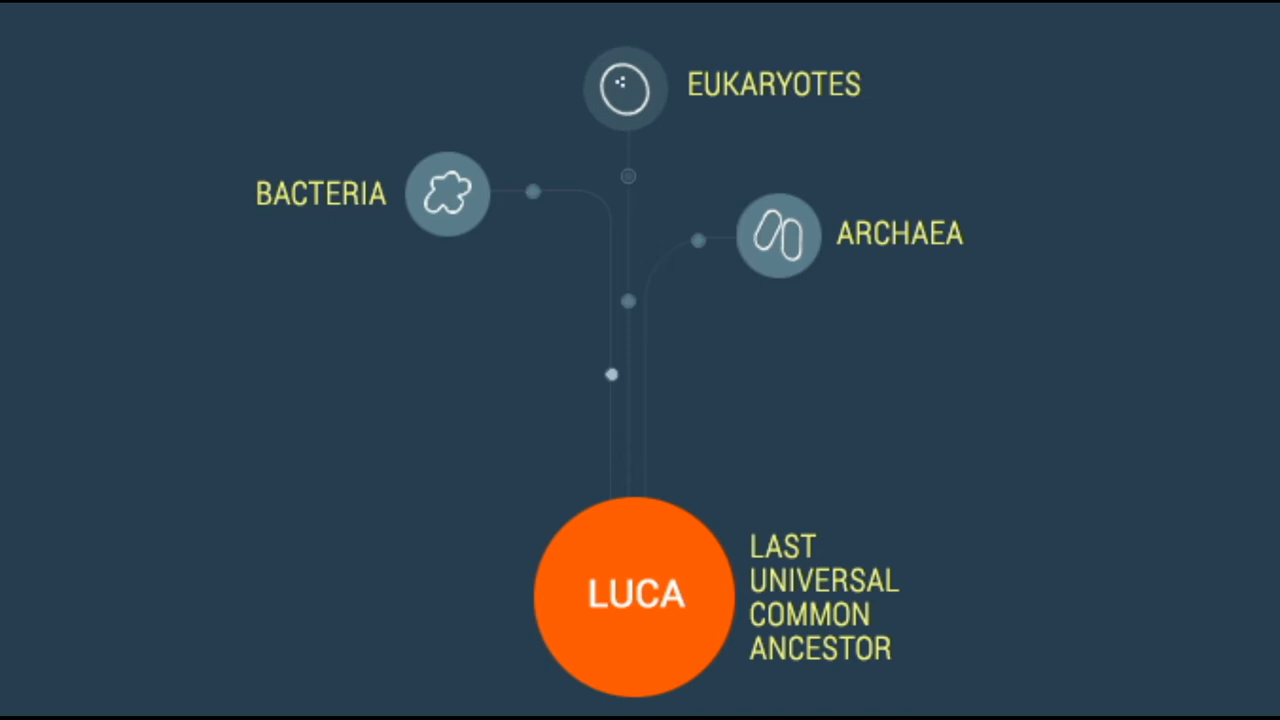 EUKARYOTES
BACTERIA
ARCHAEA
LUCA
LAST
UNIVERSAL
COMMON
ANCESTOR